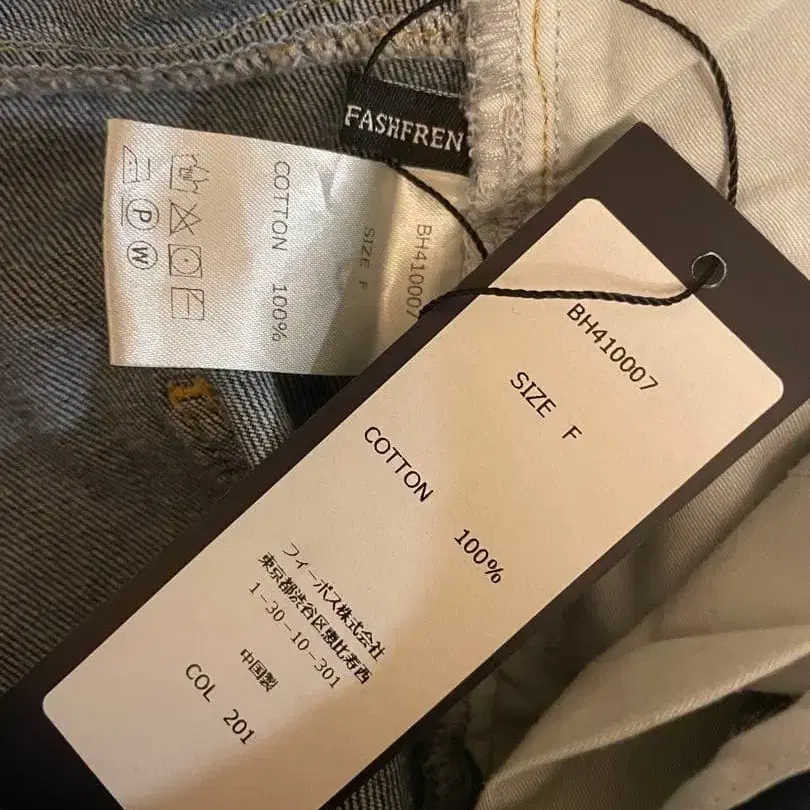 FASHFREN
BH410007
SIZE F
COTTON 100%
P
W
BH410007
SIZE F
COTTON 100%
フィーボス株式会社
東京都渋谷区恵比寿西
1-30-10-301
中国製
COL 201